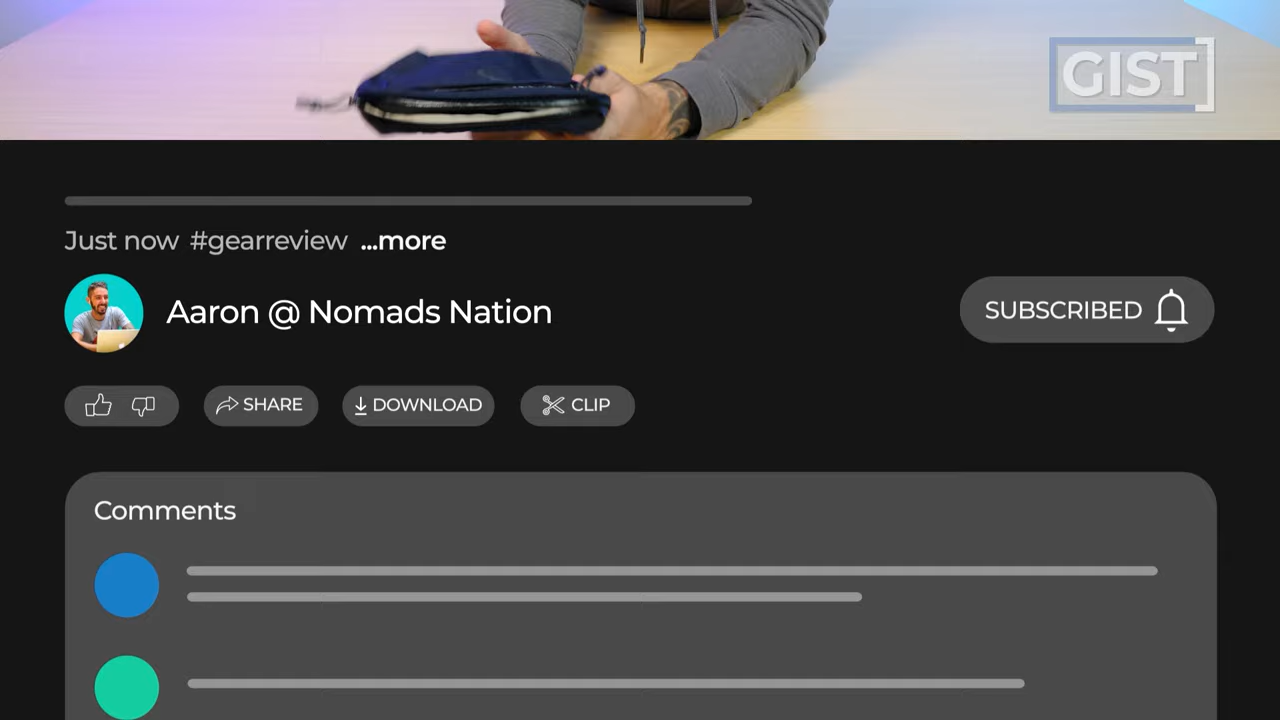 GIST
Just now #gearreview ...more
Aaron @ Nomads Nation
SUBSCRIBED
SHARE
DOWNLOAD
CLIP
Comments